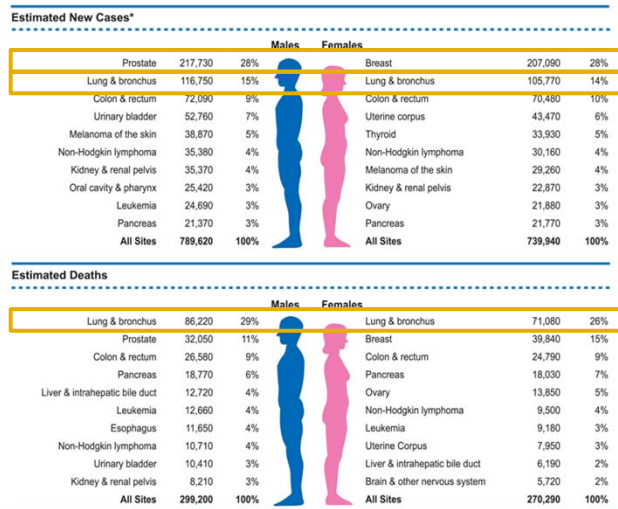 Estimated New Cases*
Males Females
Prostate 217,730 28% Breast 207,090 28%
Lung & bronchus 116,750 15% Lung & bronchus 105,770 14%
Colon & rectum 72,090 9% Colon & rectum 70,480 10%
Urinary bladder 52,760 7% Uterine corpus 43,470 6%
Melanoma of the skin 38,870 5% Thyroid 33,930 5%
Non-Hodgkin lymphoma 35,380 4% Non-Hodgkin lymphoma 30,160 4%
Kidney & renal pelvis 35,370 4% Melanoma of the skin 29,260 4%
Oral cavity & pharynx 25,420 3% Kidney & renal pelvis 22,870 3%
Leukemia 24,690 3% Ovary 21,880 3%
Pancreas 21,370 3% Pancreas 21,770 3%
All Sites 789,620 100% All Sites 739,940 100%
Estimated Deaths
Males Females
Lung & bronchus 86,220 29% Lung & bronchus 71,080 26%
Prostate 32,050 11% Breast 39,840 15%
Colon & rectum 26,580 9% Colon & rectum 24,790 9%
Pancreas 18,770 6% Pancreas 18,030 7%
Liver & intrahepatic bile duct 12,720 4% Ovary 13,850 5%
Leukemia 12,660 4% Non-Hodgkin lymphoma 9,500 4%
Esophagus 11,650 4% Leukemia 9,180 3%
Non-Hodgkin lymphoma 10,710 4% Uterine Corpus 7,950 3%
Urinary bladder 10,410 3% Liver & intrahepatic bile duct 6,190 2%
Kidney & renal pelvis 8,210 3% Brain & other nervous system 5,720 2%
All Sites 299,200 100% All Sites 270,290 100%